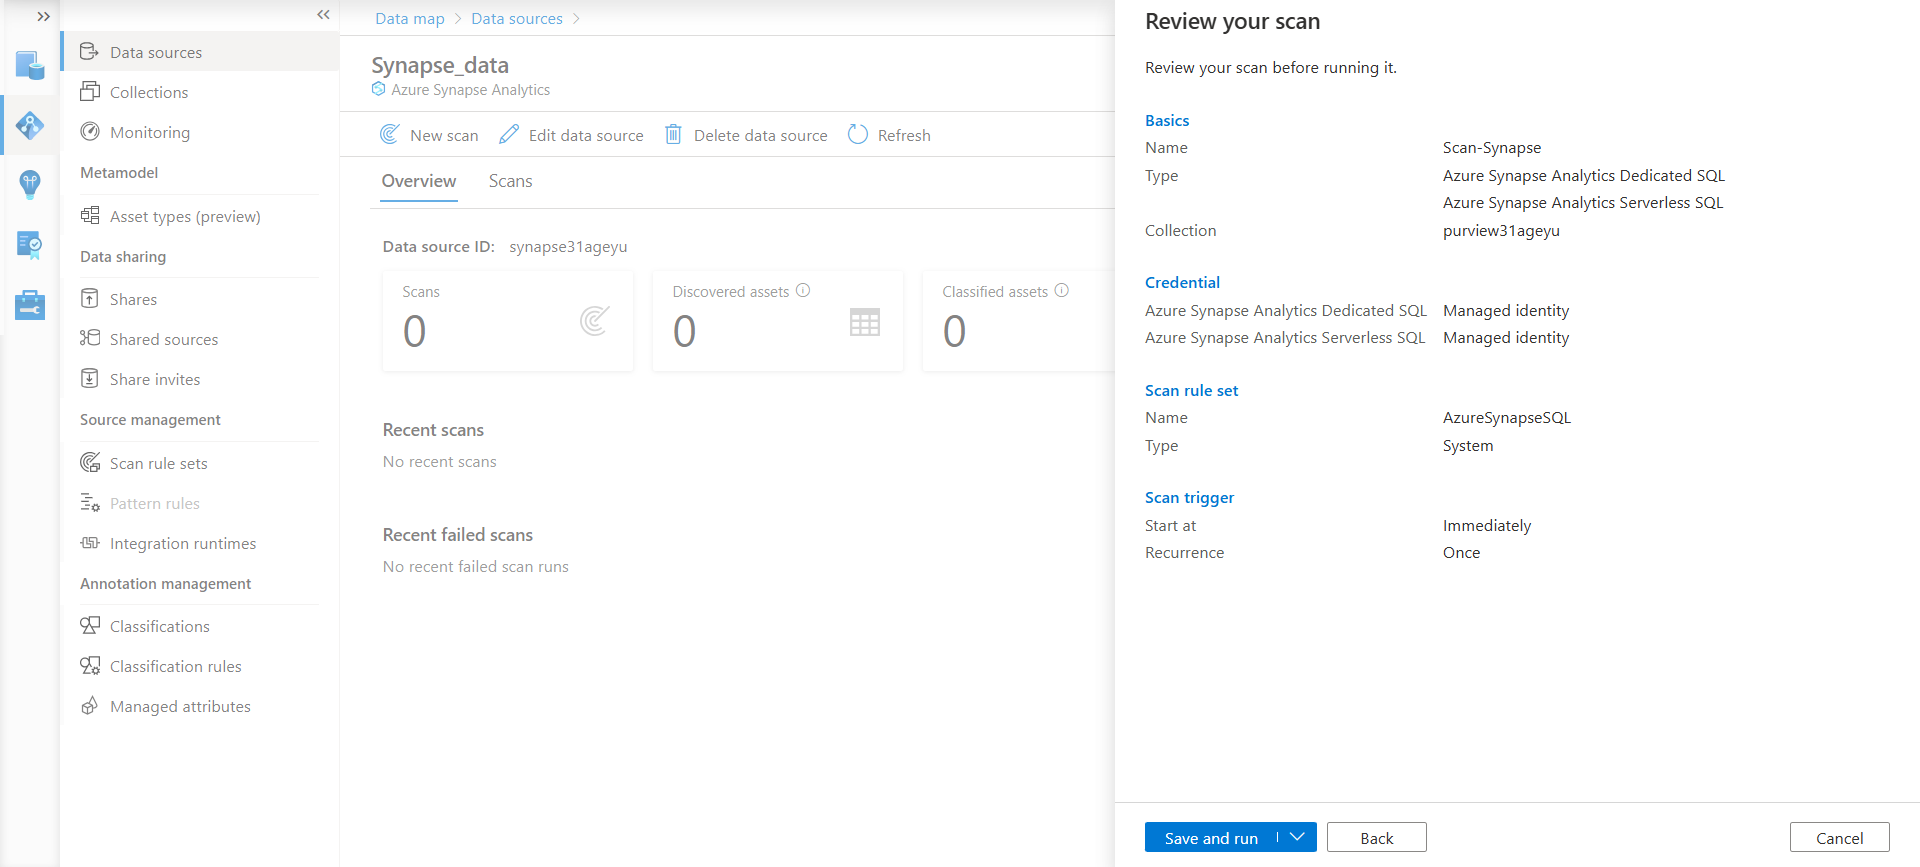 Data sources
Collections
Monitoring
Metamodel
Asset types (preview)
Data sharing
Shares
Shared sources
Share invites
Source management
Scan rule sets
Pattern rules
Integration runtimes
Annotation management
Classifications
Classification rules
Managed attributes
Data map > Data sources >
Synapse_data
Azure Synapse Analytics
New scan Edit data source Delete data source Refresh
Overview Scans
Data source ID: synapse31ageyu
Scans Discovered assets Classified assets
0 0 0
Recent scans
No recent scans
Recent failed scans
No recent failed scan runs
Review your scan
Review your scan before running it.
Basics
Name Scan-Synapse
Type Azure Synapse Analytics Dedicated SQL
Azure Synapse Analytics Serverless SQL
Collection purview31ageyu
Credential
Azure Synapse Analytics Dedicated SQL Managed identity
Azure Synapse Analytics Serverless SQL Managed identity
Scan rule set
Name AzureSynapseSQL
Type System
Scan trigger
Start at Immediately
Recurrence Once
Save and run Back Cancel